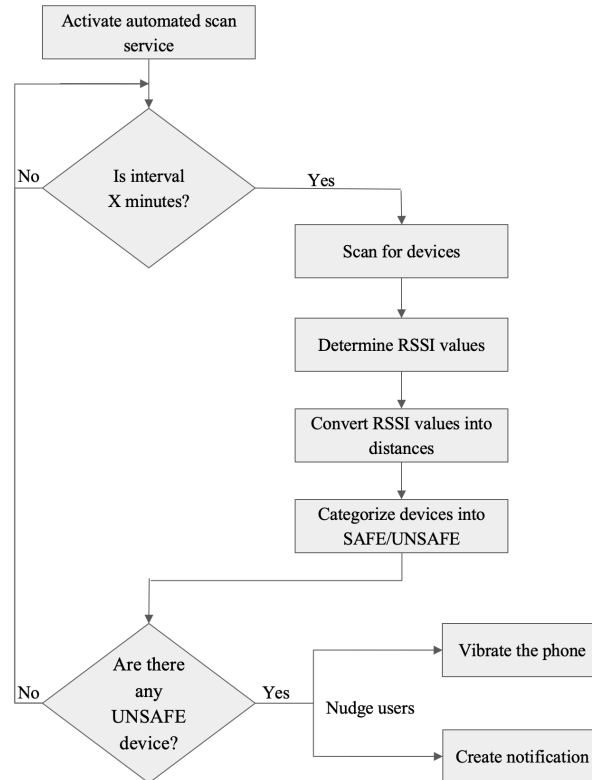 Activate automated scan
service
No
Is interval
X minutes?
Yes
Scan for devices
Determine RSSI values
Convert RSSI values into
distances
Categorize devices into
SAFE/UNSAFE
No
Are there
any
UNSAFE
device?
Yes
Nudge users
Vibrate the phone
Create notification